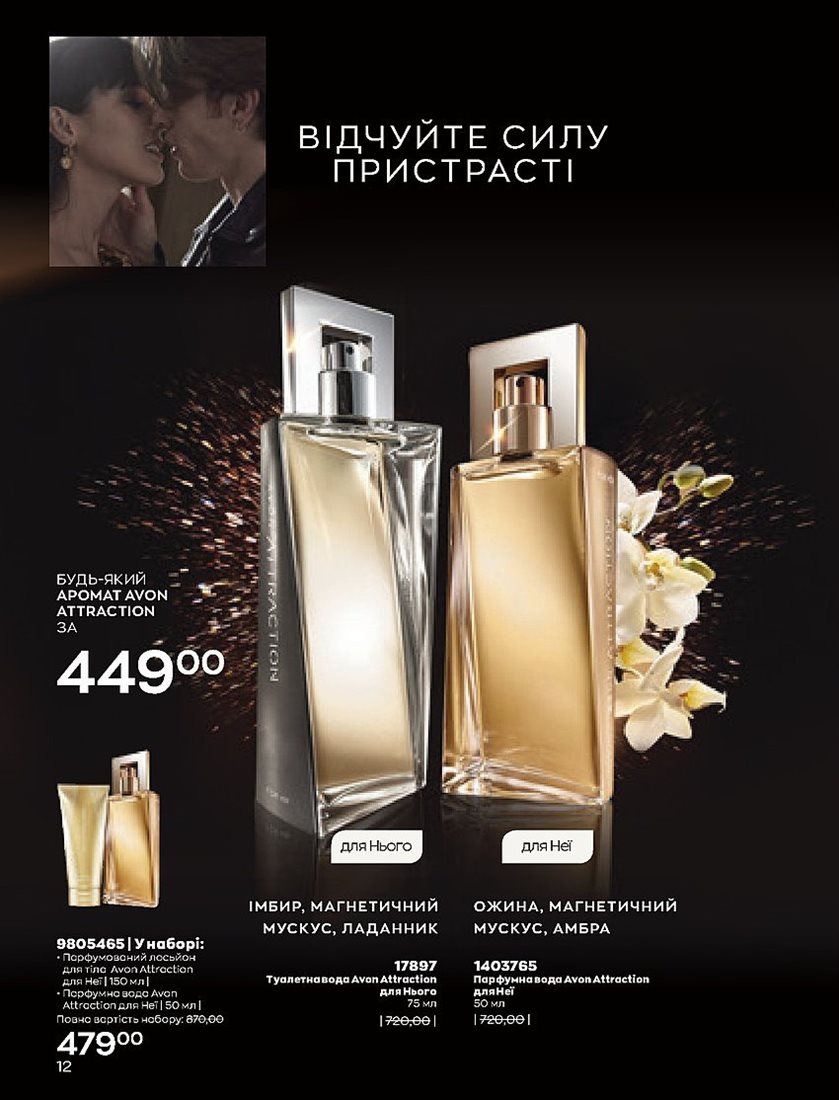 ВІДЧУЙТЕ СИЛУ
ПРИСТРАСТІ
БУДЬ-ЯКИЙ
АРОМАТ AVON
ATTRACTION
ЗА
449⁰⁰
ATTRACTION
ATTRACTION
для Нього
для Неї
ІМБИР, МАГНЕТИЧНИЙ
МУСКУС, ЛАДАННИК
17897
Туалетна вода Avon Attraction
для Нього
75 мл
| 720,00 |
ОЖИНА, МАГНЕТИЧНИЙ
МУСКУС, АМБРА
1403765
Парфумна вода Avon Attraction
для Неї
50 мл
| 720,00 |
9805465 | У наборі:
• Парфумований лосьйон
для тіла Avon Attraction
для Неї | 150 мл |
• Парфумна вода Avon
Attraction для Неї | 50 мл |
Повна вартість набору: 870,00
479⁰⁰
12